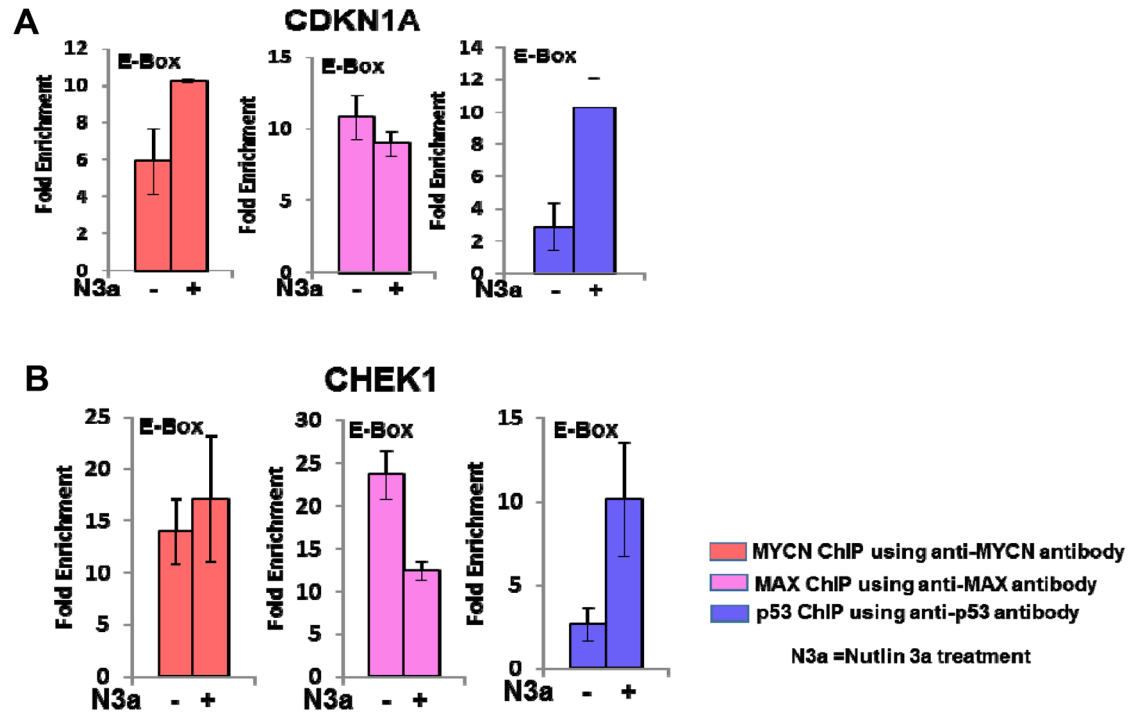 A
CDKN1A
E-Box
Fold Enrichment
12
10
8
6
4
2
0
N3a - +
E-Box
Fold Enrichment
15
10
5
0
N3a - +
E-Box
Fold Enrichment
14
12
10
8
6
4
2
0
N3a - +
B
CHEK1
E-Box
Fold Enrichment
25
20
15
10
5
0
N3a - +
E-Box
Fold Enrichment
30
25
20
15
10
5
0
N3a - +
E-Box
Fold Enrichment
15
10
5
0
N3a - +
MYCN ChIP using anti-MYCN antibody
MAX ChIP using anti-MAX antibody
p53 ChIP using anti-p53 antibody
N3a =Nutlin 3a treatment